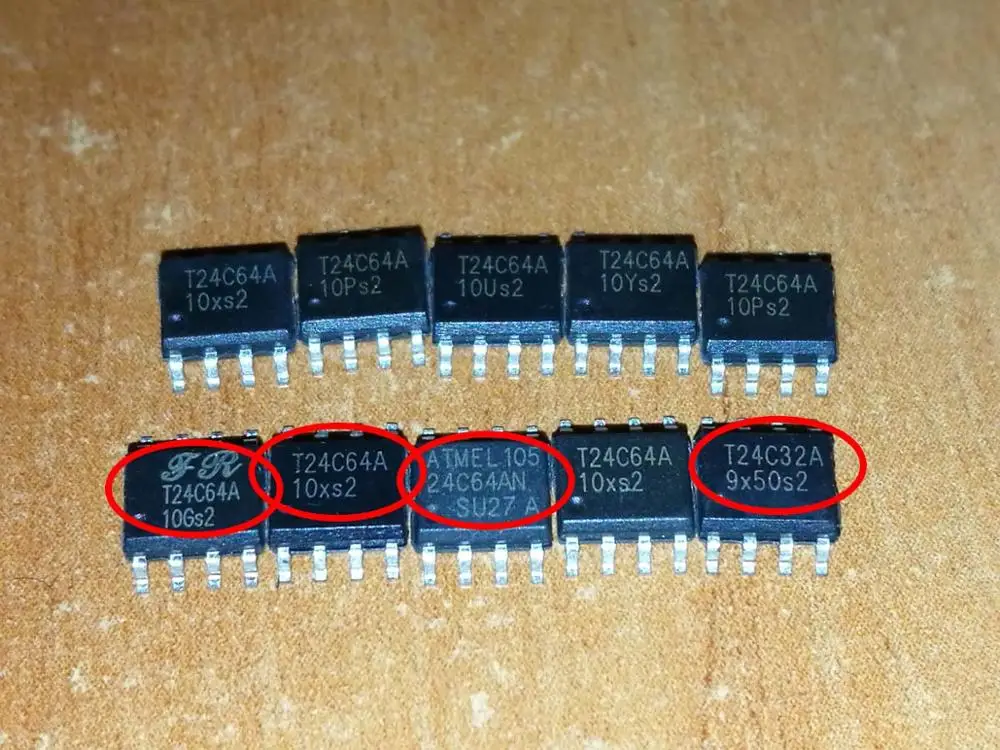 T24C64A
10xs2
T24C64A
10Ps2
T24C64A
10Us2
T24C64A
10Ys2
T24C64A
10Ps2
FR
T24C64A
10Gs2
T24C64A
10xs2
ATMEL105
24C64AN
SU27 A
T24C64A
10xs2
T24C32A
9x50s2